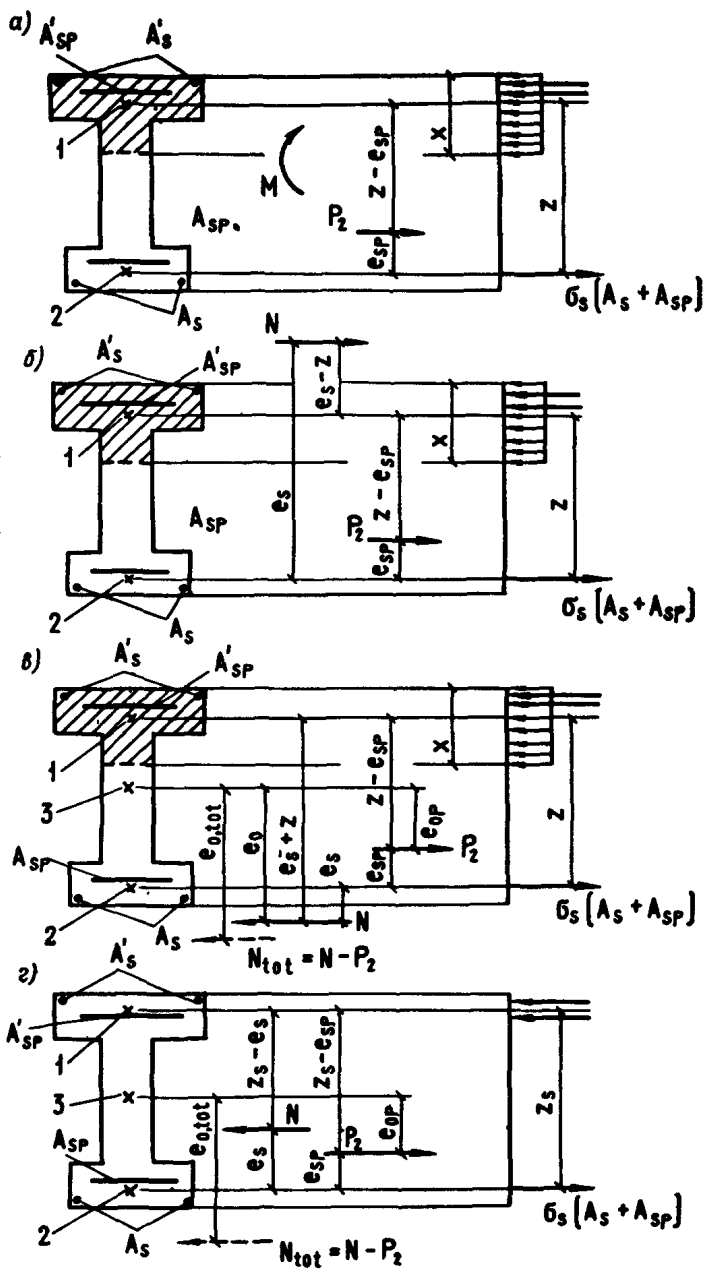 а)
A'SP
A's
1
M
x
z − eSP
z
ASP.
P2
eSP
2
As
σs(As + ASP)
б)
N
A's
A'SP
1
es − z
x
es
z − eSP
z
ASP
P2
eSP
2
As
σs(As + ASP)
в)
A's
A'SP
1
3
x
z − eSP
z
e0,tot
e0
es + z
es
e0P
ASP
eSP
P2
2
As
N
σs(As + ASP)
Ntot = N − P2
г)
A's
A'SP
1
3
zs − es
zs − eSP
zs
e0,tot
N
e0P
ASP
es
P2
eSP
2
As
σs(As + ASP)
Ntot = N − P2